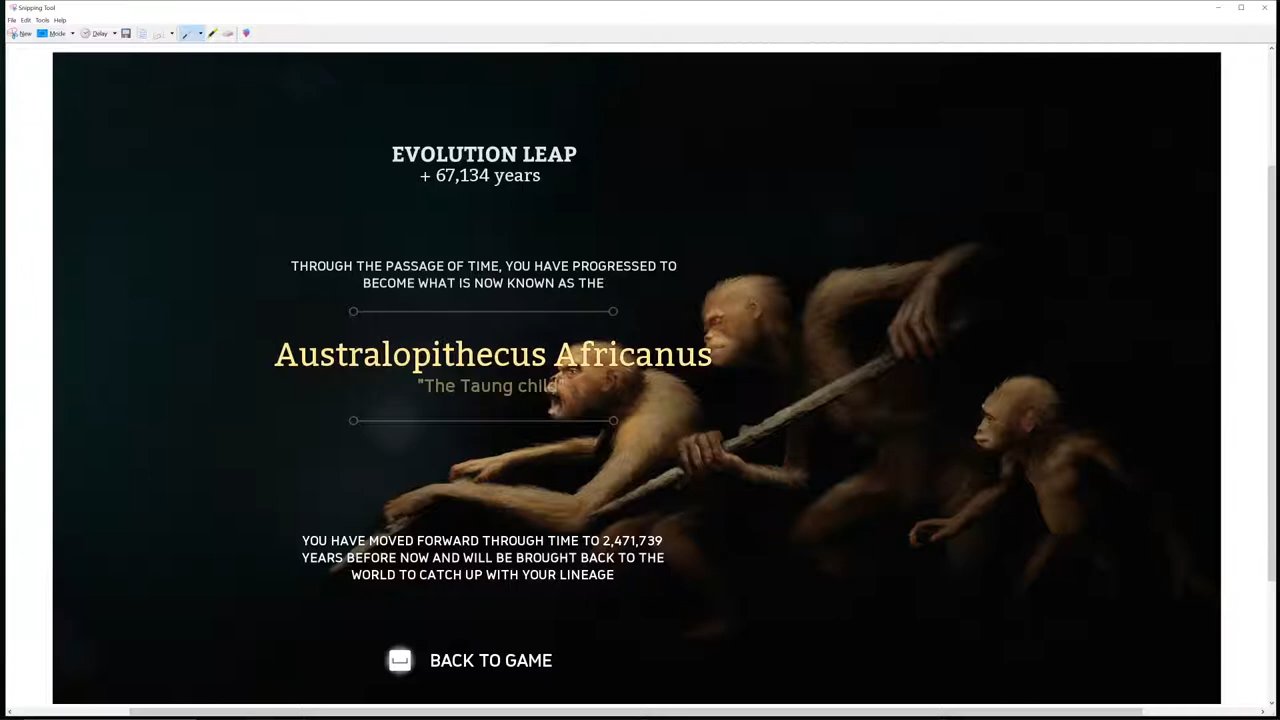 Snipping Tool
File Edit Tools Help
New Mode Delay
EVOLUTION LEAP
+ 67,134 years
THROUGH THE PASSAGE OF TIME, YOU HAVE PROGRESSED TO
BECOME WHAT IS NOW KNOWN AS THE
Australopithecus Africanus
"The Taung child"
YOU HAVE MOVED FORWARD THROUGH TIME TO 2,471,739
YEARS BEFORE NOW AND WILL BE BROUGHT BACK TO THE
WORLD TO CATCH UP WITH YOUR LINEAGE
BACK TO GAME